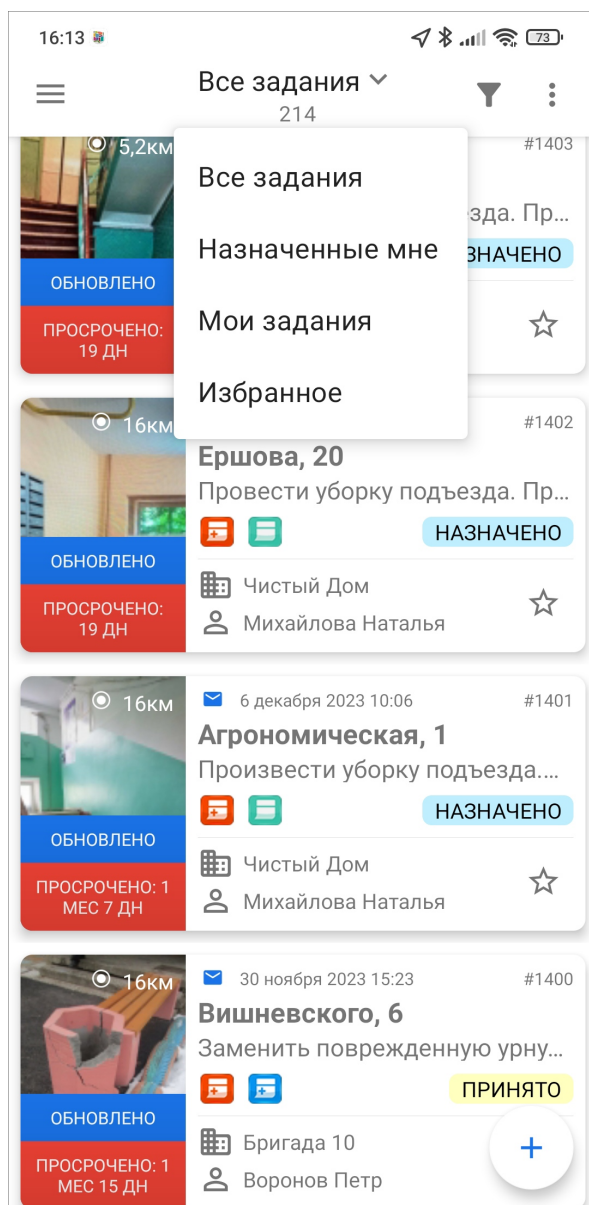 16:13
73
Все задания
214
5,2км
#1403
Все задания
зда. Пр...
Назначенные мне
ЗНАЧЕНО
ОБНОВЛЕНО
Мои задания
ПРОСРОЧЕНО:
19 ДН
Избранное
16км
#1402
Ершова, 20
Провести уборку подъезда. Пр...
НАЗНАЧЕНО
ОБНОВЛЕНО
Чистый Дом
ПРОСРОЧЕНО:
19 ДН
Михайлова Наталья
16км
6 декабря 2023 10:06
#1401
Агрономическая, 1
Произвести уборку подъезда....
НАЗНАЧЕНО
ОБНОВЛЕНО
Чистый Дом
ПРОСРОЧЕНО: 1
МЕС 7 ДН
Михайлова Наталья
16км
30 ноября 2023 15:23
#1400
Вишневского, 6
Заменить поврежденную урну...
ПРИНЯТО
ОБНОВЛЕНО
Бригада 10
ПРОСРОЧЕНО: 1
МЕС 15 ДН
Воронов Петр